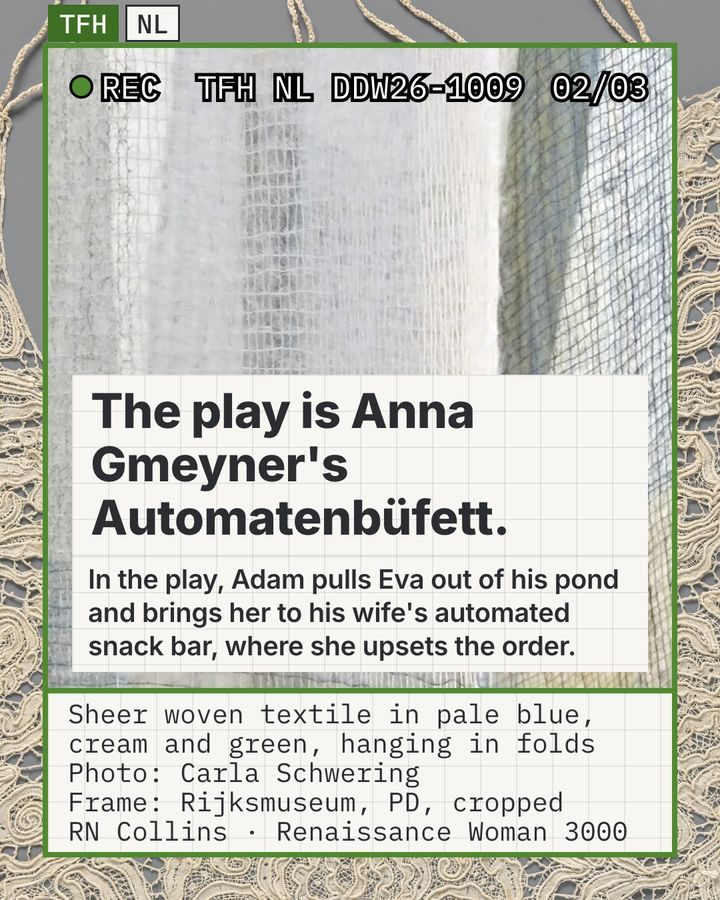 TFH NL
REC TFH NL DDW26-1009 02/03
The play is Anna
Gmeyner's
Automatenbüfett.
In the play, Adam pulls Eva out of his pond
and brings her to his wife's automated
snack bar, where she upsets the order.
Sheer woven textile in pale blue,
cream and green, hanging in folds
Photo: Carla Schwering
Frame: Rijksmuseum, PD, cropped
RN Collins · Renaissance Woman 3000